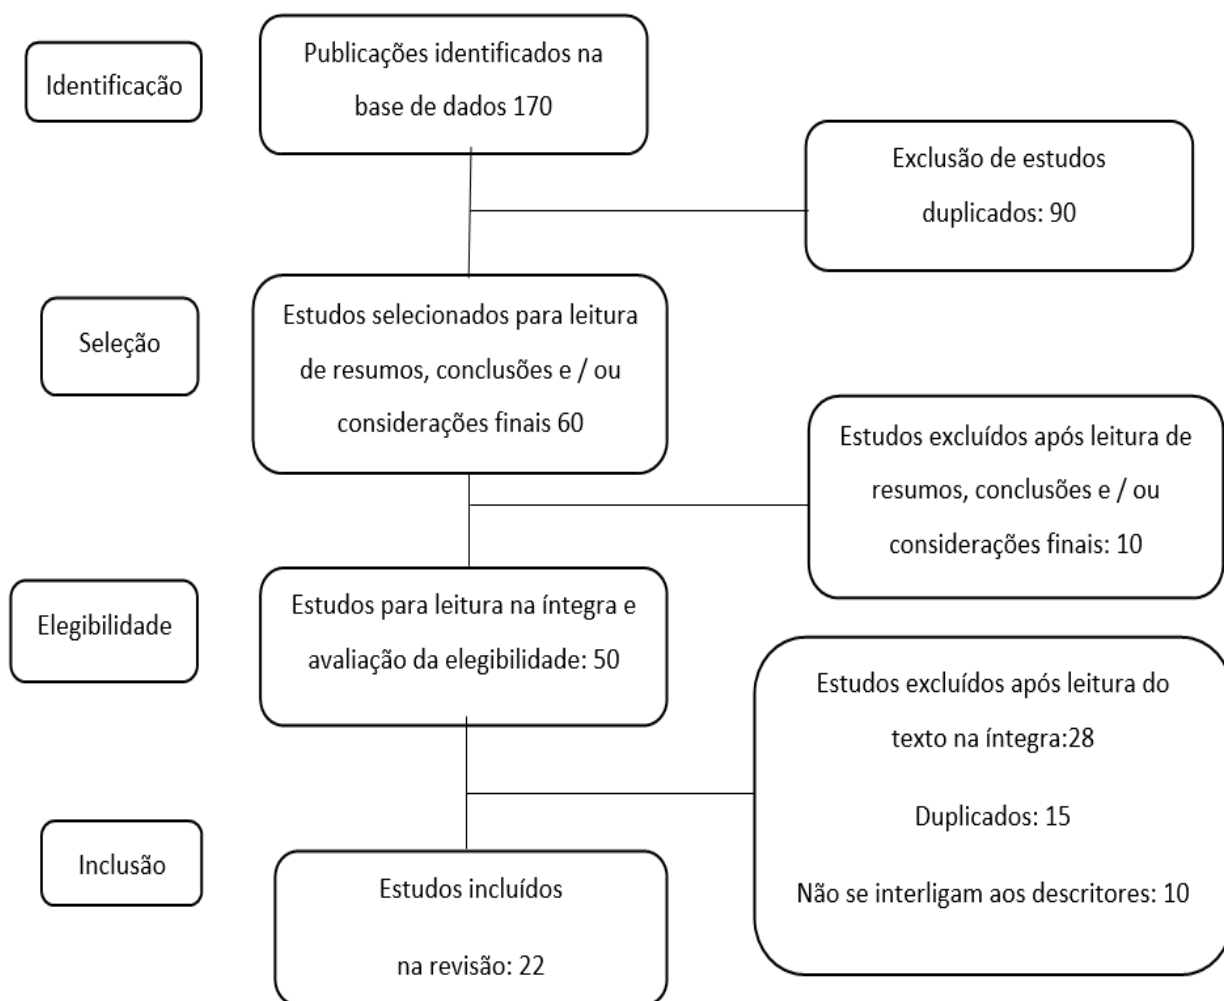 Identificação
Publicações identificados na
base de dados 170
Exclusão de estudos
duplicados: 90
Seleção
Estudos selecionados para leitura
de resumos, conclusões e / ou
considerações finais 60
Estudos excluídos após leitura de
resumos, conclusões e / ou
considerações finais: 10
Elegibilidade
Estudos para leitura na íntegra e
avaliação da elegibilidade: 50
Estudos excluídos após leitura do
texto na íntegra:28
Duplicados: 15
Não se interligam aos descritores: 10
Inclusão
Estudos incluídos
na revisão: 22